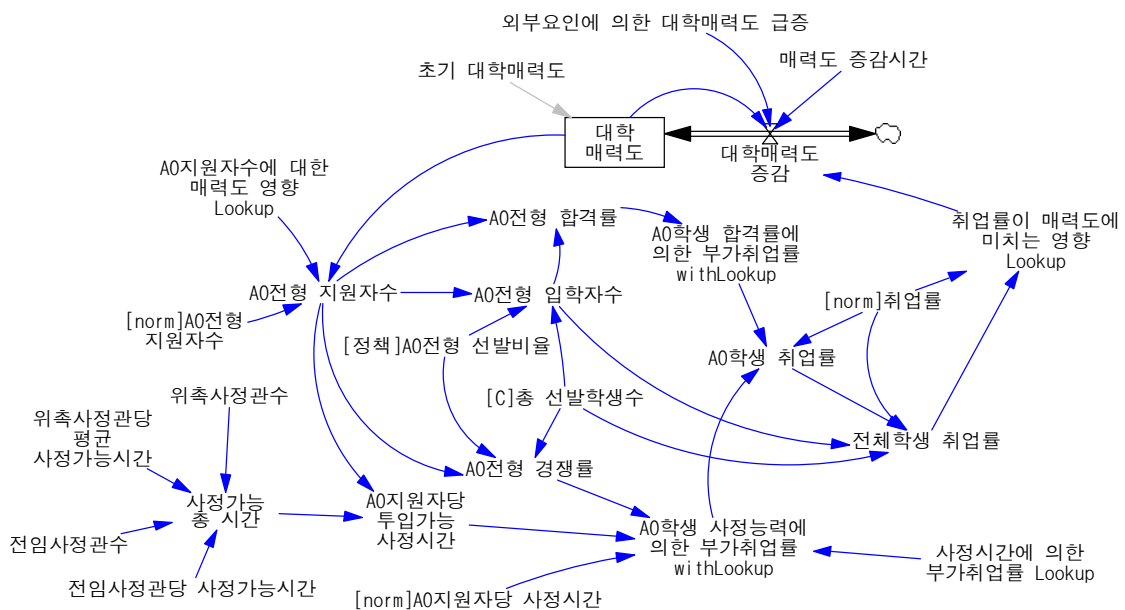 외부요인에 의한 대학매력도 급증
매력도 증감시간
초기 대학매력도
대학
매력도
대학매력도
증감
AO지원자수에 대한
매력도 영향
Lookup
AO전형 합격률
AO학생 합격률에
의한 부가취업률
withLookup
취업률이 매력도에
미치는 영향
Lookup
AO전형 지원자수
AO전형 입학자수
[norm]취업률
[norm]AO전형
지원자수
[정책]AO전형 선발비율
AO학생 취업률
위촉사정관수
[C]총 선발학생수
위촉사정관당
평균
사정가능시간
전체학생 취업률
AO전형 경쟁률
사정가능
총 시간
AO지원자당
투입가능
사정시간
AO학생 사정능력에
의한 부가취업률
withLookup
전임사정관수
사정시간에 의한
부가취업률 Lookup
전임사정관당 사정가능시간
[norm]AO지원자당 사정시간